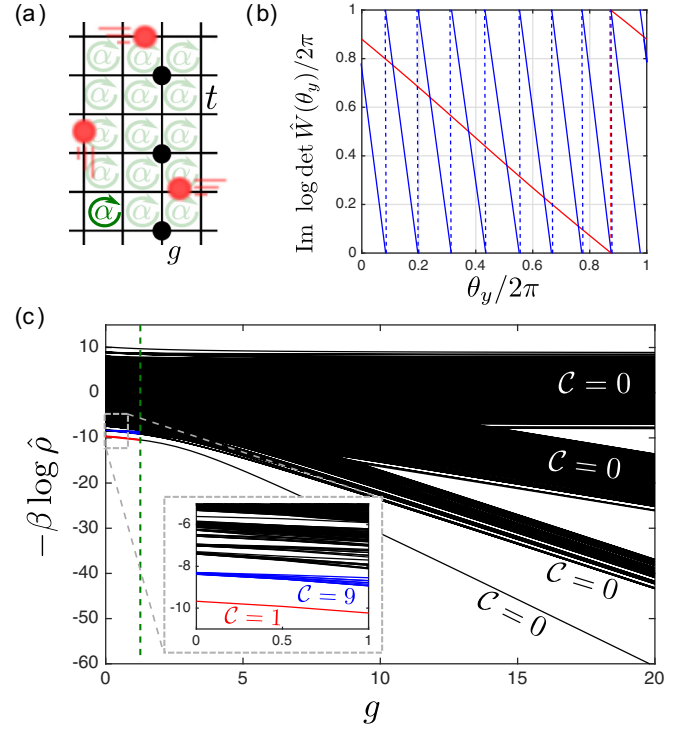 (a)
α α α
α α α
t
α α α
α α α
α α α
g
(b)
Im log det Ŵ(θ_y)/2π
1
0.8
0.6
0.4
0.2
0
0 0.2 0.4 0.6 0.8 1
θ_y/2π
(c)
−β log ρ̂
10
0
-10
-20
-30
-40
-50
-60
C = 0
C = 0
C = 0
C = 0
-6
-8
-10
C = 9
C = 1
0 0.5 1
0 5 10 15 20
g